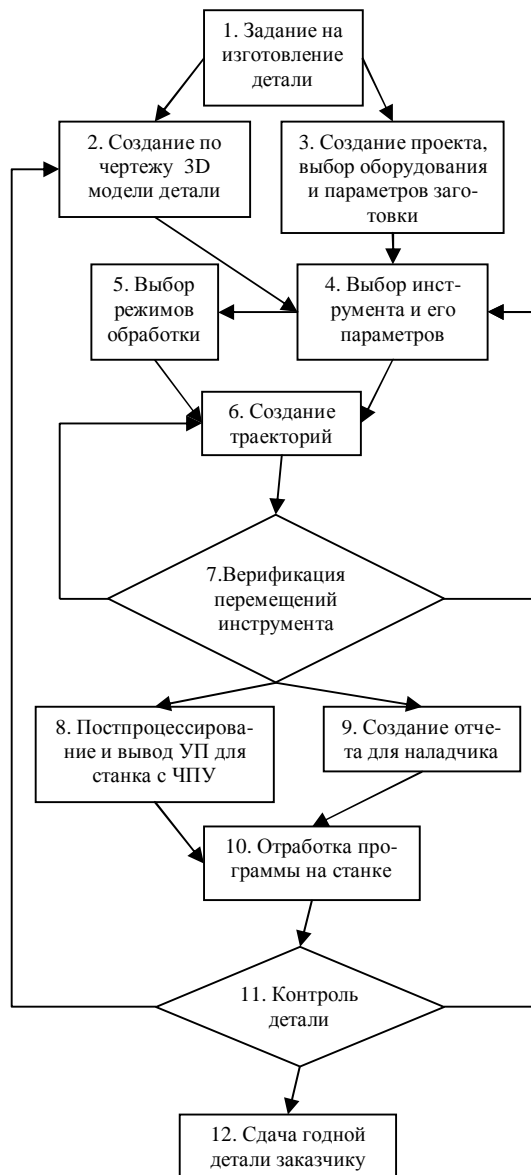 1. Задание на
изготовление
детали
2. Создание по
чертежу 3D
модели детали
3. Создание проекта,
выбор оборудования
и параметров заго-
товки
5. Выбор
режимов
обработки
4. Выбор инст-
румента и его
параметров
6. Создание
траекторий
7.Верификация
перемещений
инструмента
8. Постпроцессирова-
ние и вывод УП для
станка с ЧПУ
9. Создание отче-
та для наладчика
10. Отработка про-
граммы на станке
11. Контроль
детали
12. Сдача годной
детали заказчику